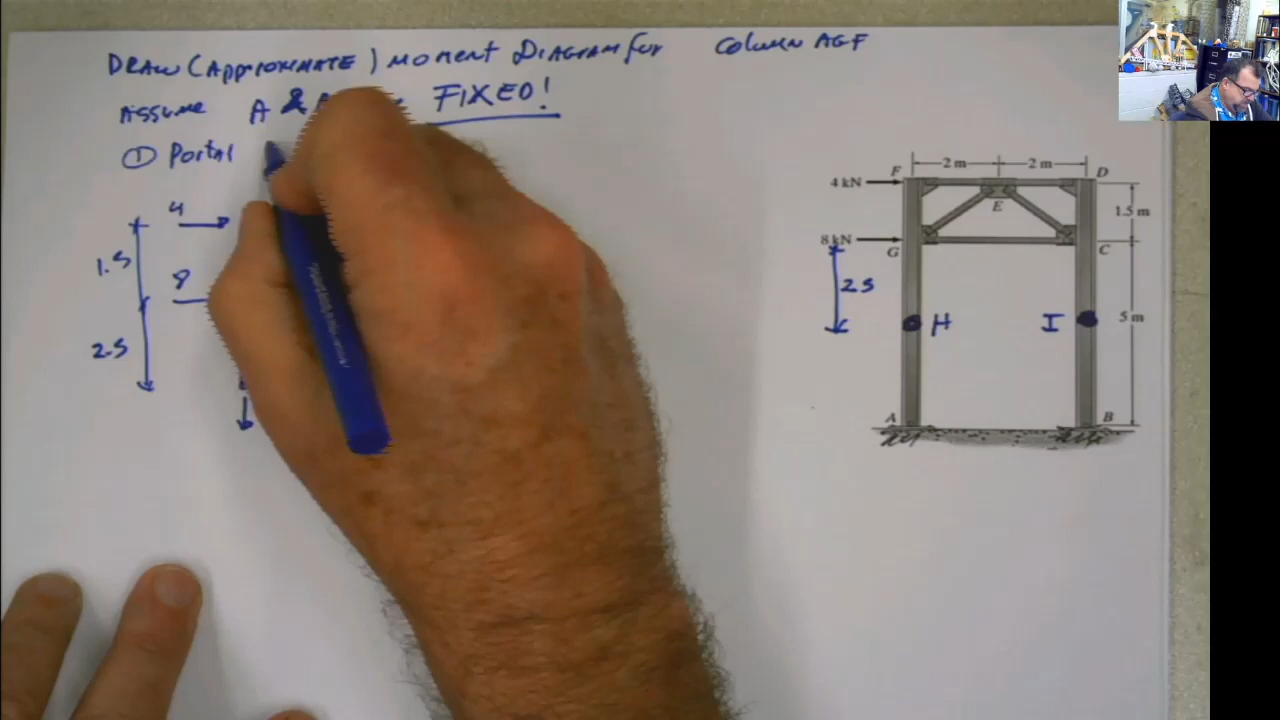 DRAW (APPROXIMATE) MOMENT DIAGRAM for COLUMN AGF
ASSUME A & FIXED!
① Portal
4
1.5
8
2.5
2 m 2 m
F D
4 kN
E
1.5 m
8 kN
G C
2.5
H I
5 m
A B